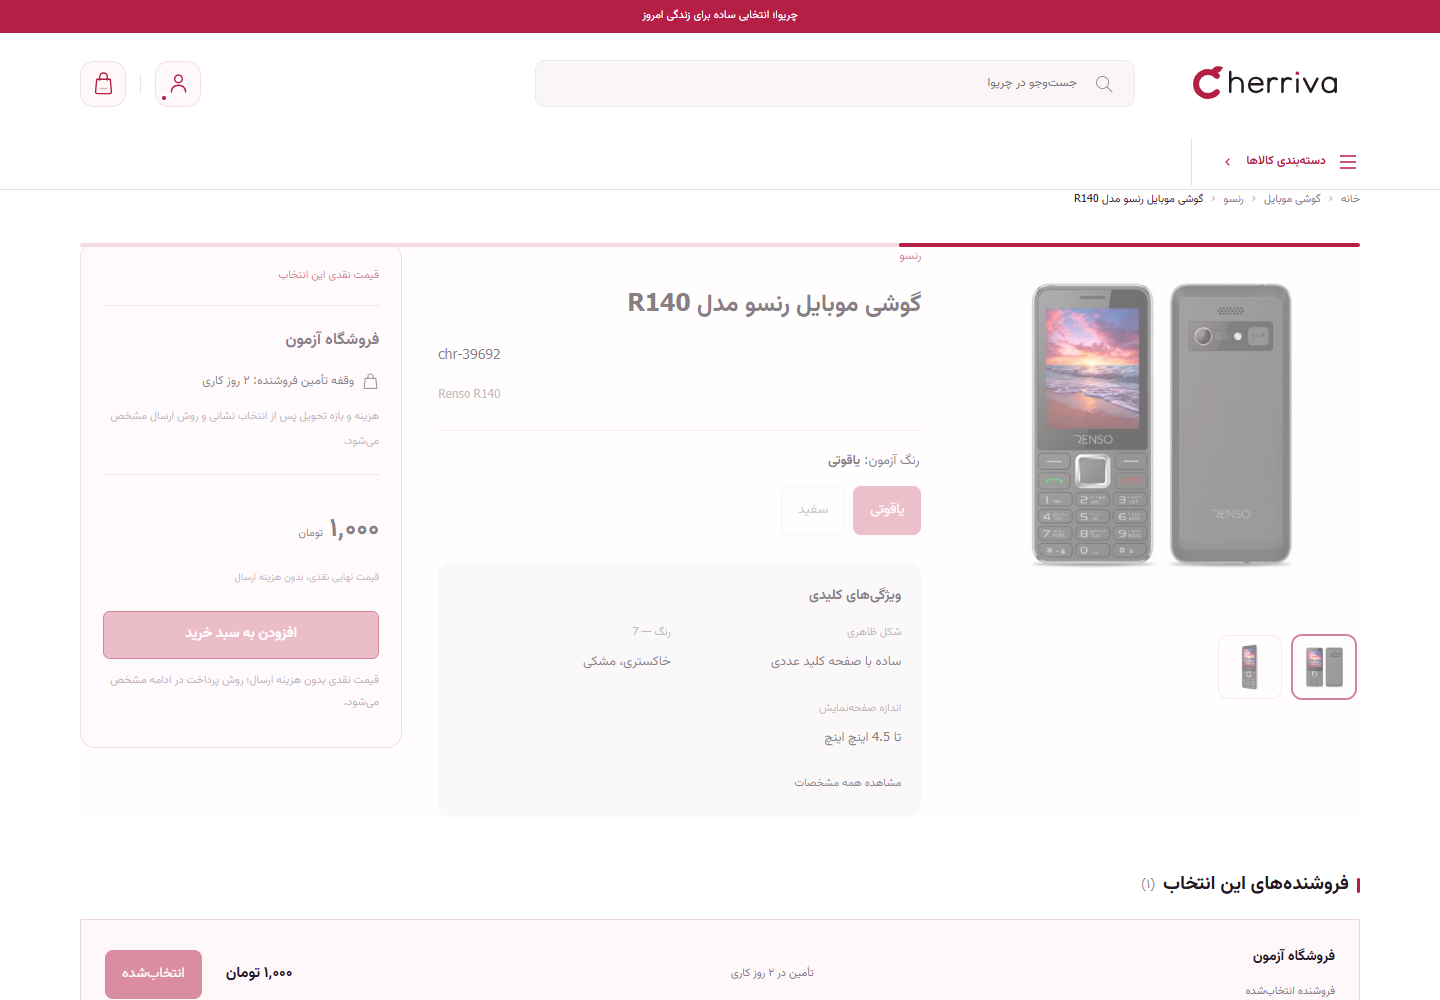 چریوا؛ انتخابی ساده برای زندگی امروز
Cherriva
جست‌وجو در چریوا
دسته‌بندی کالاها
خانه › گوشی موبایل › رنسو › گوشی موبایل رنسو مدل R140
رنسو
گوشی موبایل رنسو مدل R140
chr-39692
Renso R140
رنگ آزمون: یاقوتی
یاقوتی
سفید
ویژگی‌های کلیدی
شکل ظاهری
ساده با صفحه کلید عددی
رنگ — 7
خاکستری، مشکی
اندازه صفحه‌نمایش
تا 4.5 اینچ اینچ
مشاهده همه مشخصات
قیمت نقدی این انتخاب
فروشگاه آزمون
وقفه تأمین فروشنده: ۲ روز کاری
هزینه و بازه تحویل پس از انتخاب نشانی و روش ارسال مشخص
می‌شود.
۱,۰۰۰ تومان
قیمت نهایی نقدی، بدون هزینه ارسال
افزودن به سبد خرید
قیمت نقدی بدون هزینه ارسال؛ روش پرداخت در ادامه مشخص
می‌شود.
RENSO
RENSO
فروشنده‌های این انتخاب (۱)
فروشگاه آزمون
فروشنده انتخاب‌شده
تأمین در ۲ روز کاری
۱,۰۰۰ تومان
انتخاب‌شده